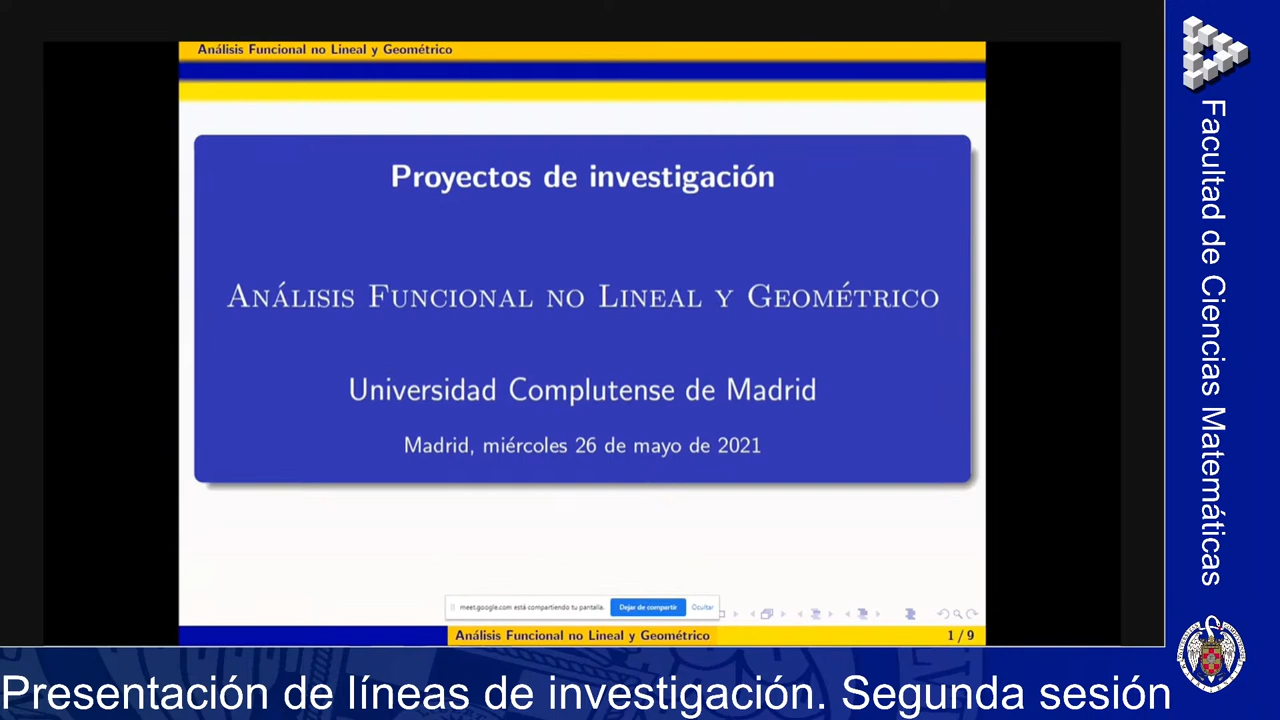 Análisis Funcional no Lineal y Geométrico
Proyectos de investigación
Análisis Funcional no Lineal y Geométrico
Universidad Complutense de Madrid
Madrid, miércoles 26 de mayo de 2021
meet.google.com está compartiendo tu pantalla.
Dejar de compartir
Ocultar
Análisis Funcional no Lineal y Geométrico
1 / 9
Facultad de Ciencias Matemáticas
Presentación de líneas de investigación. Segunda sesión